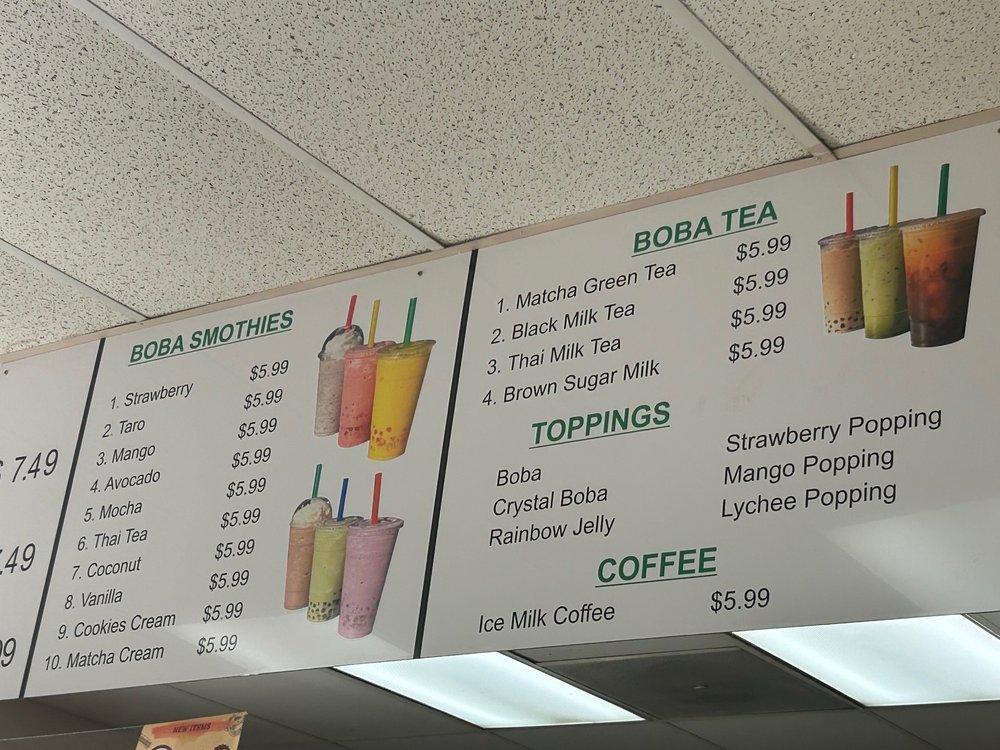 7.49
.49
9
BOBA SMOTHIES
1. Strawberry $5.99
2. Taro $5.99
3. Mango $5.99
4. Avocado $5.99
5. Mocha $5.99
6. Thai Tea $5.99
7. Coconut $5.99
8. Vanilla $5.99
9. Cookies Cream $5.99
10. Matcha Cream $5.99
BOBA TEA
1. Matcha Green Tea $5.99
2. Black Milk Tea $5.99
3. Thai Milk Tea $5.99
4. Brown Sugar Milk $5.99
TOPPINGS
Boba
Crystal Boba
Rainbow Jelly
Strawberry Popping
Mango Popping
Lychee Popping
COFFEE
Ice Milk Coffee $5.99
NEW ITEMS